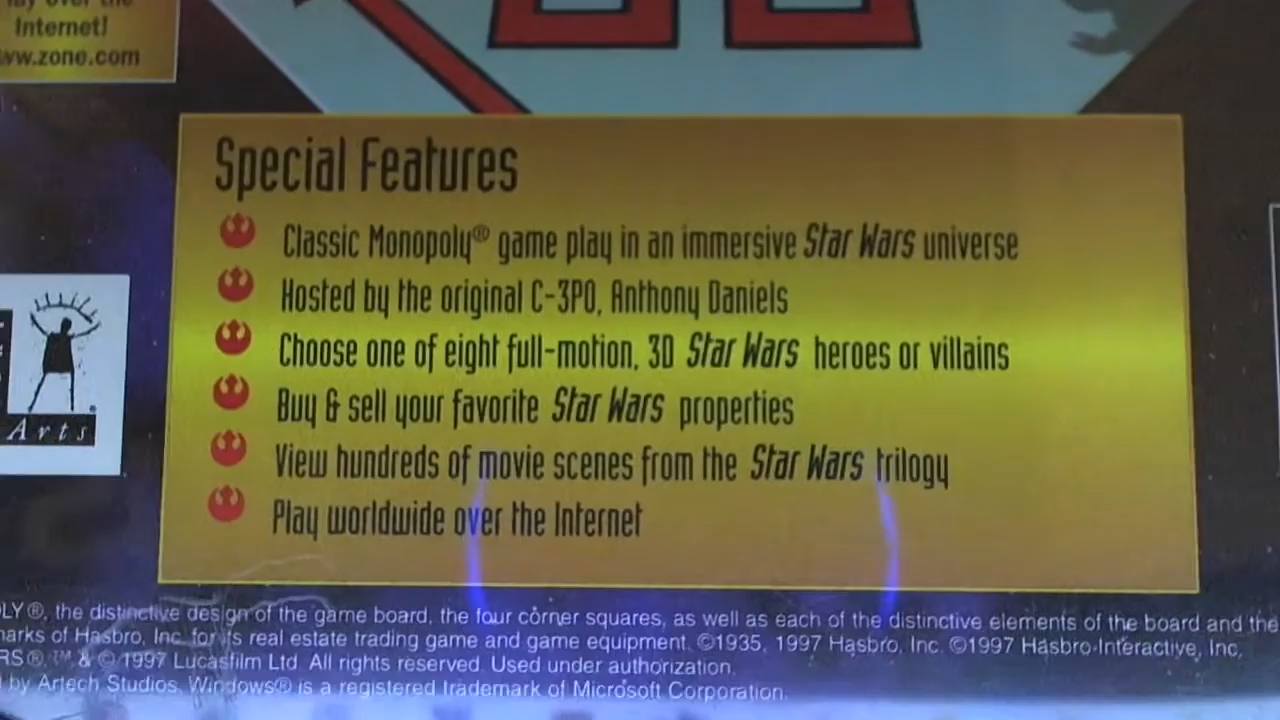 Internet!
www.zone.com
Special Features
Classic Monopoly® game play in an immersive Star Wars universe
Hosted by the original C-3PO, Anthony Daniels
Choose one of eight full-motion, 3D Star Wars heroes or villains
Buy & sell your favorite Star Wars properties
View hundreds of movie scenes from the Star Wars trilogy
Play worldwide over the Internet
Arts
LY®, the distinctive design of the game board, the four corner squares, as well as each of the distinctive elements of the board and the
marks of Hasbro, Inc. for its real estate trading game and game equipment. ©1935, 1997 Hasbro, Inc. ©1997 Hasbro-Interactive, Inc.
RS®, ™ & © 1997 Lucasfilm Ltd. All rights reserved. Used under authorization.
by Artech Studios. Windows® is a registered trademark of Microsoft Corporation.